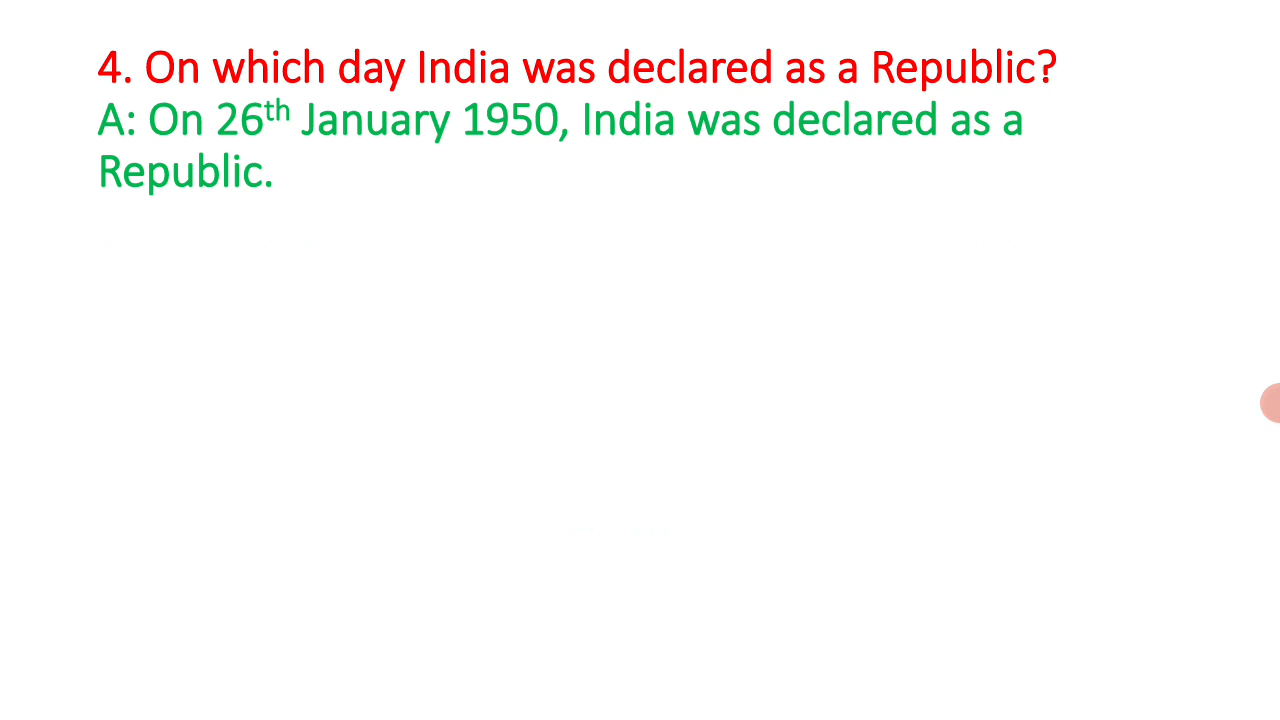 4. On which day India was declared as a Republic?
A: On 26th January 1950, India was declared as a
Republic.